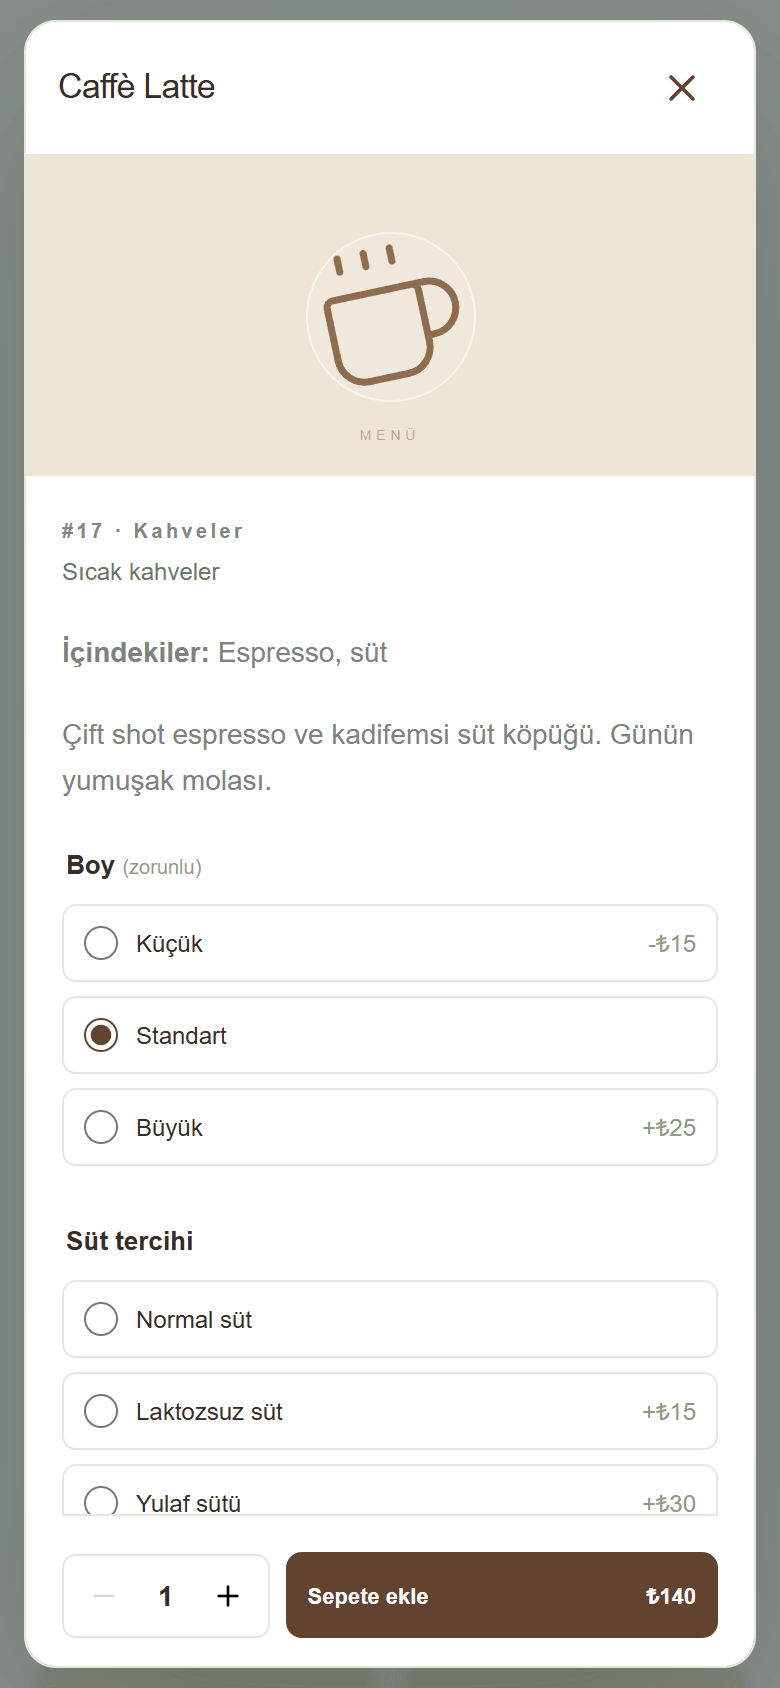 Caffè Latte
MENÜ
#17 · Kahveler
Sıcak kahveler
İçindekiler: Espresso, süt
Çift shot espresso ve kadifemsi süt köpüğü. Günün
yumuşak molası.
Boy (zorunlu)
Küçük -₺15
Standart
Büyük +₺25
Süt tercihi
Normal süt
Laktozsuz süt +₺15
Yulaf sütü +₺30
1 Sepete ekle ₺140